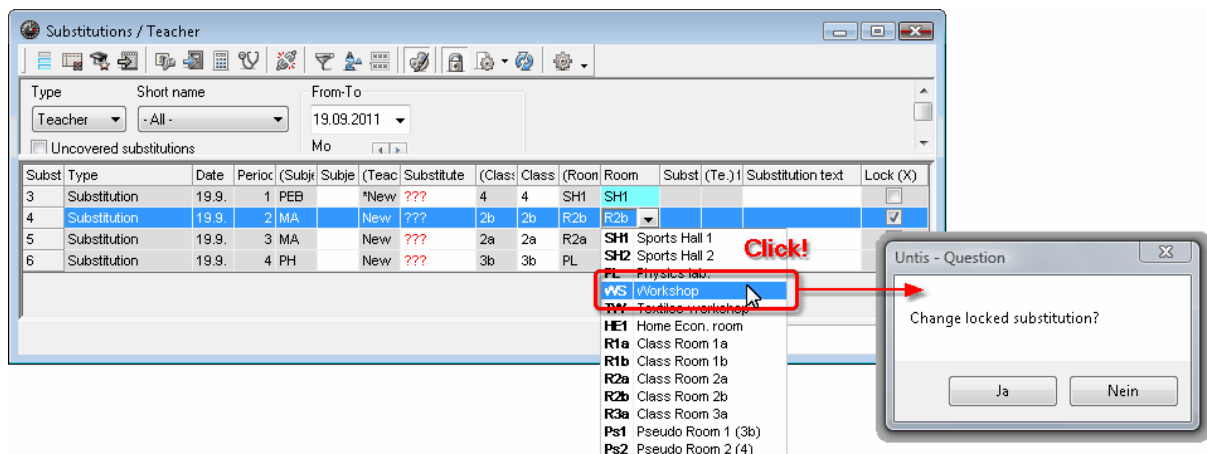 Substitutions / Teacher
Type Short name From-To
Teacher - All - 19.09.2011
Uncovered substitutions Mo
Subst Type Date Perioc (Subje Subje (Teac Substitute (Clas: Class (Roon Room Subst (Te.) t Substitution text Lock (X)
3 Substitution 19.9. 1 PEB *New ??? 4 4 SH1 SH1
4 Substitution 19.9. 2 MA New ??? 2b 2b R2b R2b
5 Substitution 19.9. 3 MA New ??? 2a 2a R2a
6 Substitution 19.9. 4 PH New ??? 3b 3b PL
SH1 Sports Hall 1
SH2 Sports Hall 2
Click!
PL Physics lab.
WS Workshop
TW Textiles workshop
HE1 Home Econ. room
R1a Class Room 1a
R1b Class Room 1b
R2a Class Room 2a
R2b Class Room 2b
R3a Class Room 3a
Ps1 Pseudo Room 1 (3b)
Ps2 Pseudo Room 2 (4)
Untis - Question
Change locked substitution?
Ja Nein